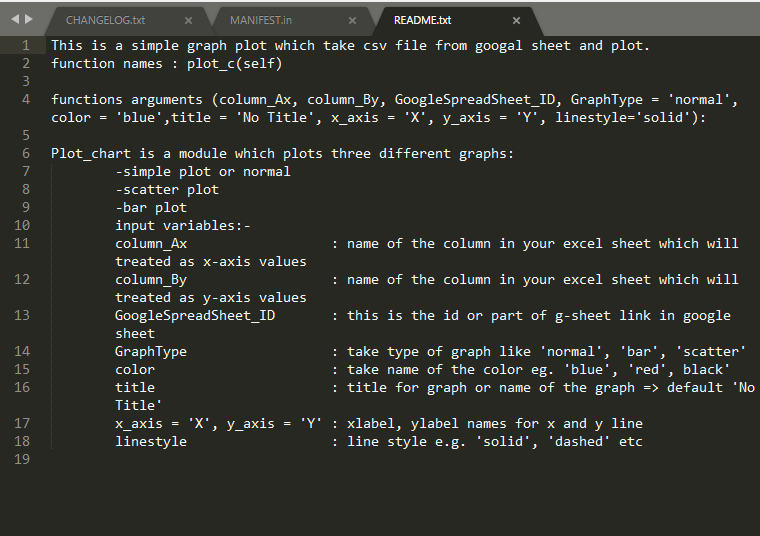 CHANGELOG.txt × MANIFEST.in × README.txt ×
1 This is a simple graph plot which take csv file from googal sheet and plot.
2 function names : plot_c(self)
3
4 functions arguments (column_Ax, column_By, GoogleSpreadSheet_ID, GraphType = 'normal',
color = 'blue',title = 'No Title', x_axis = 'X', y_axis = 'Y', linestyle='solid'):
5
6 Plot_chart is a module which plots three different graphs:
7 -simple plot or normal
8 -scatter plot
9 -bar plot
10 input variables:-
11 column_Ax : name of the column in your excel sheet which will
treated as x-axis values
12 column_By : name of the column in your excel sheet which will
treated as y-axis values
13 GoogleSpreadSheet_ID : this is the id or part of g-sheet link in google
sheet
14 GraphType : take type of graph like 'normal', 'bar', 'scatter'
15 color : take name of the color eg. 'blue', 'red', black'
16 title : title for graph or name of the graph => default 'No
Title'
17 x_axis = 'X', y_axis = 'Y' : xlabel, ylabel names for x and y line
18 linestyle : line style e.g. 'solid', 'dashed' etc
19